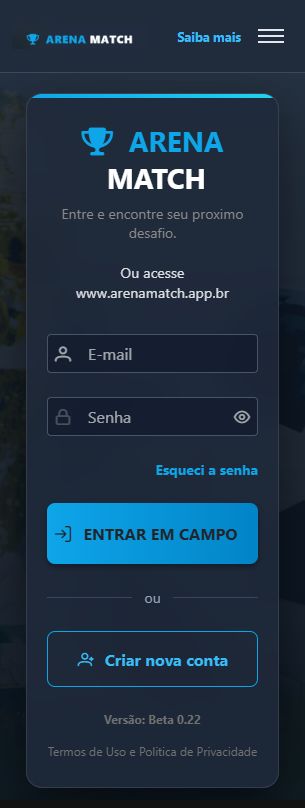 ARENA MATCH
Saiba mais
ARENA
MATCH
Entre e encontre seu proximo
desafio.
Ou acesse
www.arenamatch.app.br
E-mail
Senha
Esqueci a senha
ENTRAR EM CAMPO
ou
Criar nova conta
Versão: Beta 0.22
Termos de Uso e Politica de Privacidade